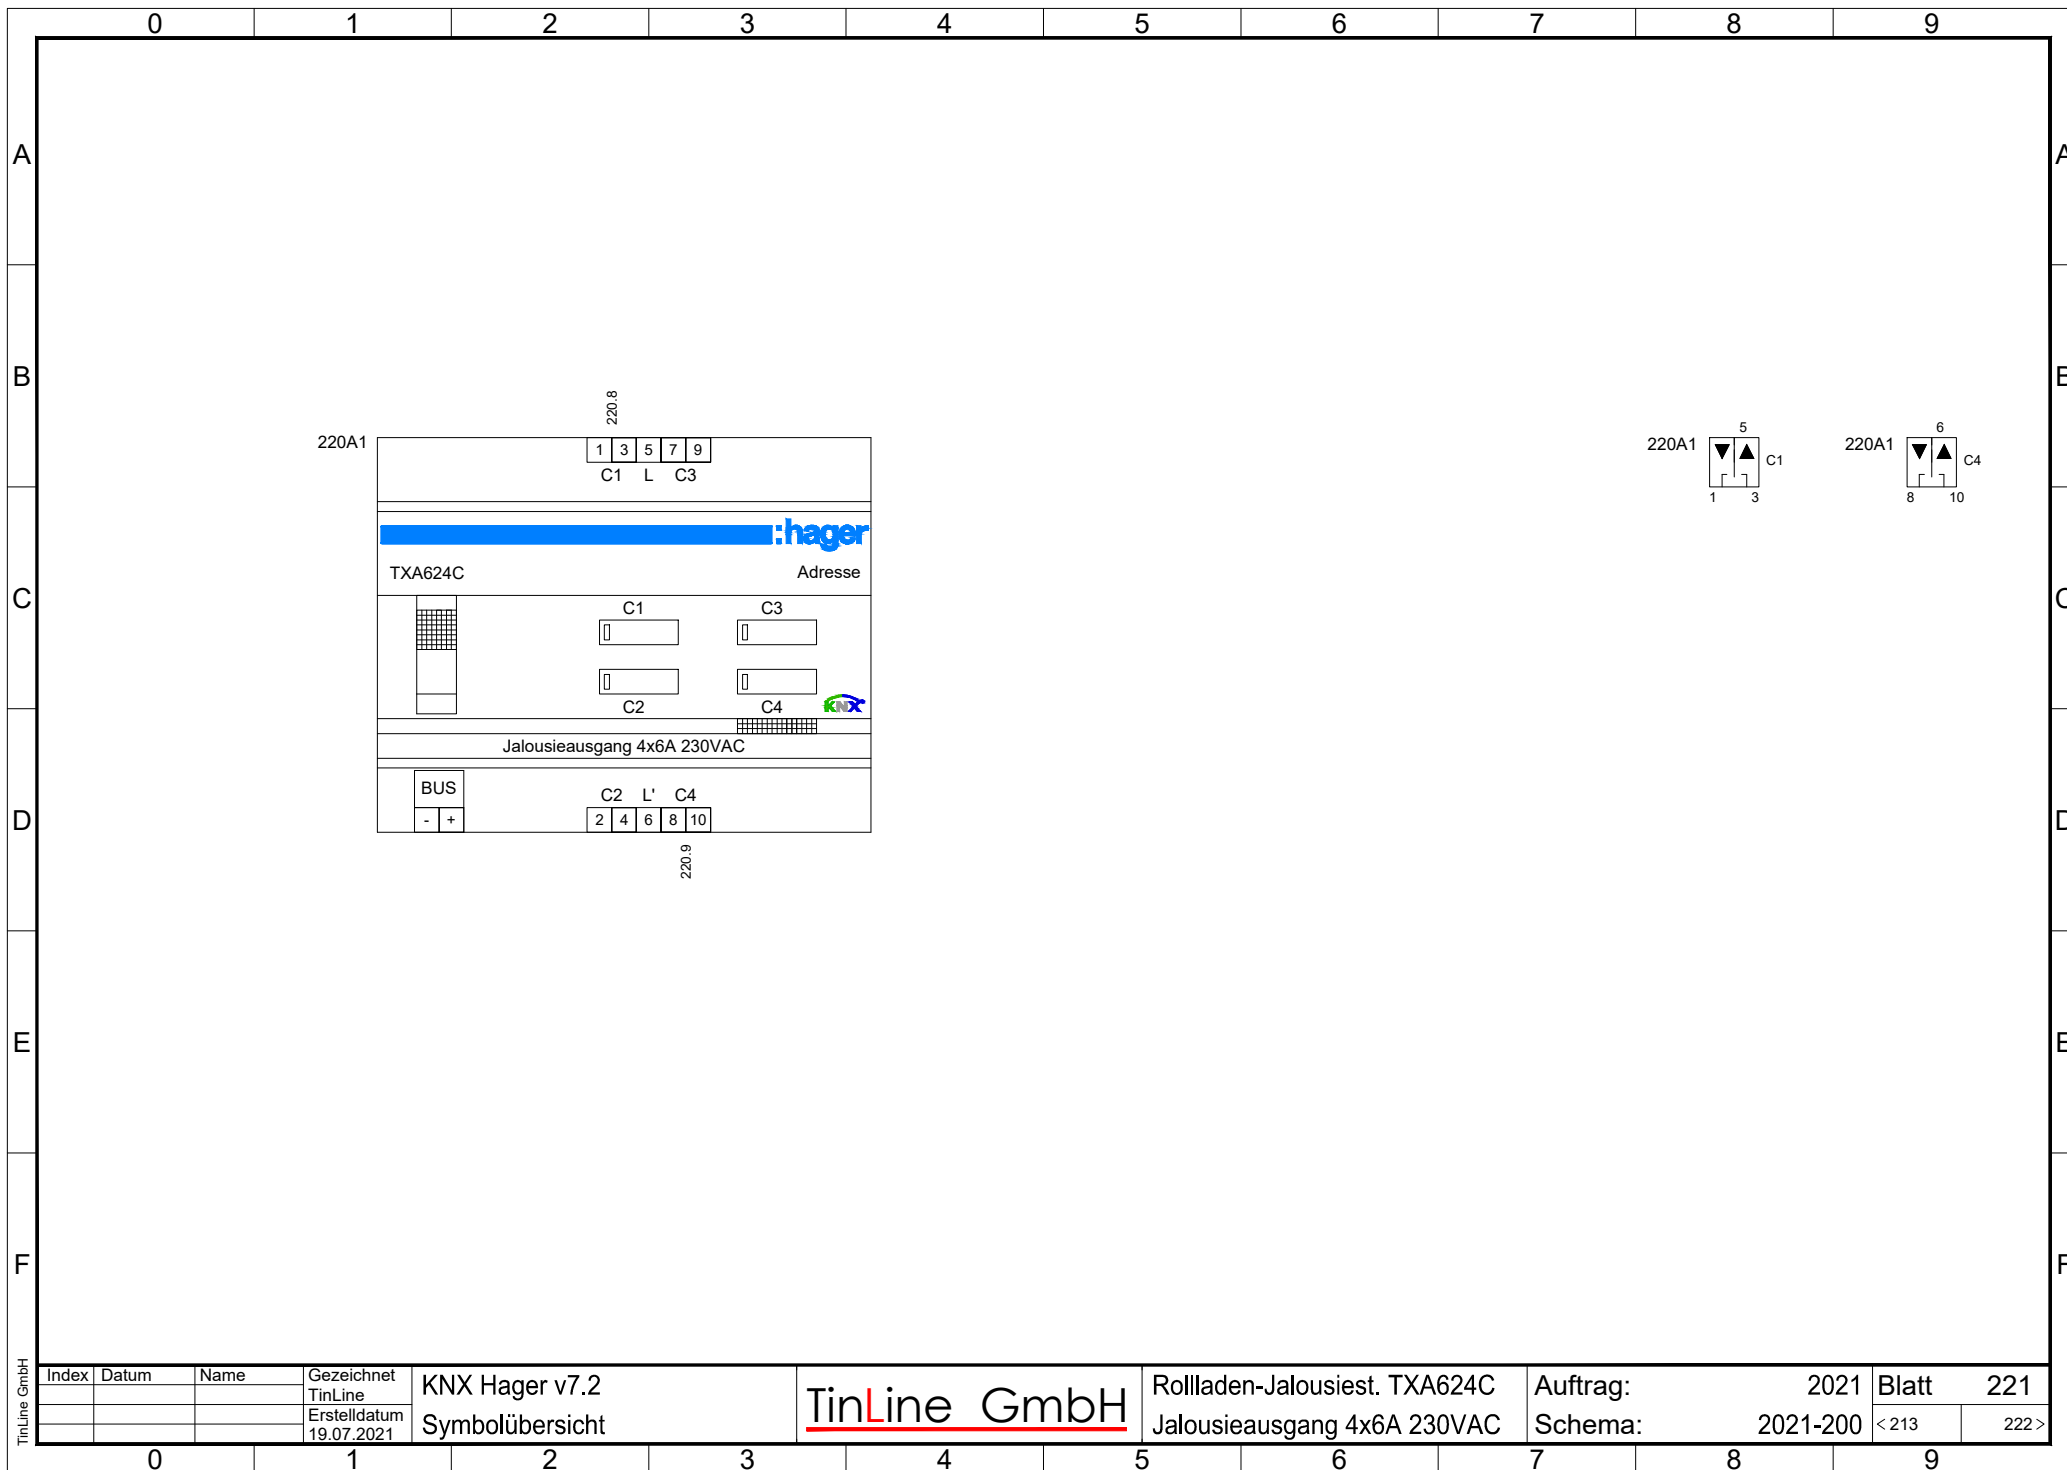 0 1 2 3 4 5 6 7 8 9
A A
B B
220.8
220A1
1 3 5 7 9
C1 L C3
220A1 5 C1
1 3
220A1 6 C4
8 10
:hager
TXA624C Adresse
C C
C1 C3
C2 C4
KNX
Jalousieausgang 4x6A 230VAC
BUS
- +
C2 L' C4
2 4 6 8 10
D D
220.9
E E
F F
TinLine GmbH
Index Datum Name Gezeichnet
TinLine
Erstelldatum
19.07.2021
KNX Hager v7.2
Symbolübersicht
TinLine GmbH
Rollladen-Jalousiest. TXA624C
Jalousieausgang 4x6A 230VAC
Auftrag: 2021
Schema: 2021-200
Blatt 221
< 213 222 >
0 1 2 3 4 5 6 7 8 9